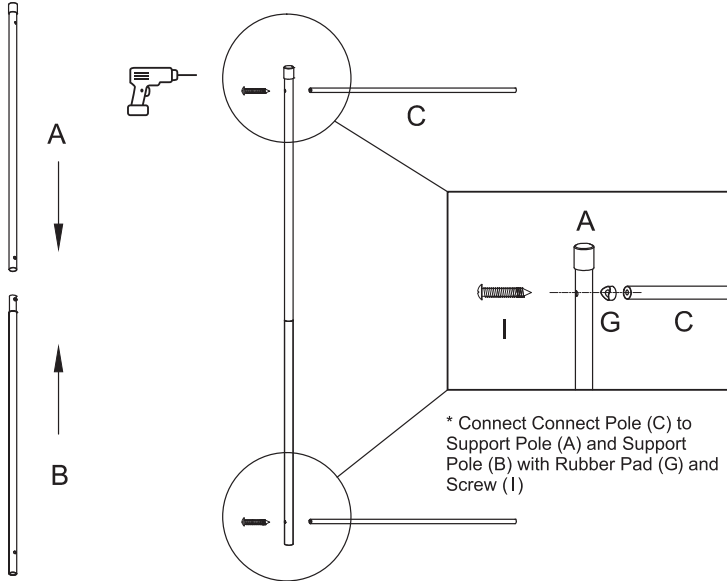 A
B
C
A
I
G
C
* Connect Connect Pole (C) to
Support Pole (A) and Support
Pole (B) with Rubber Pad (G) and
Screw (I)